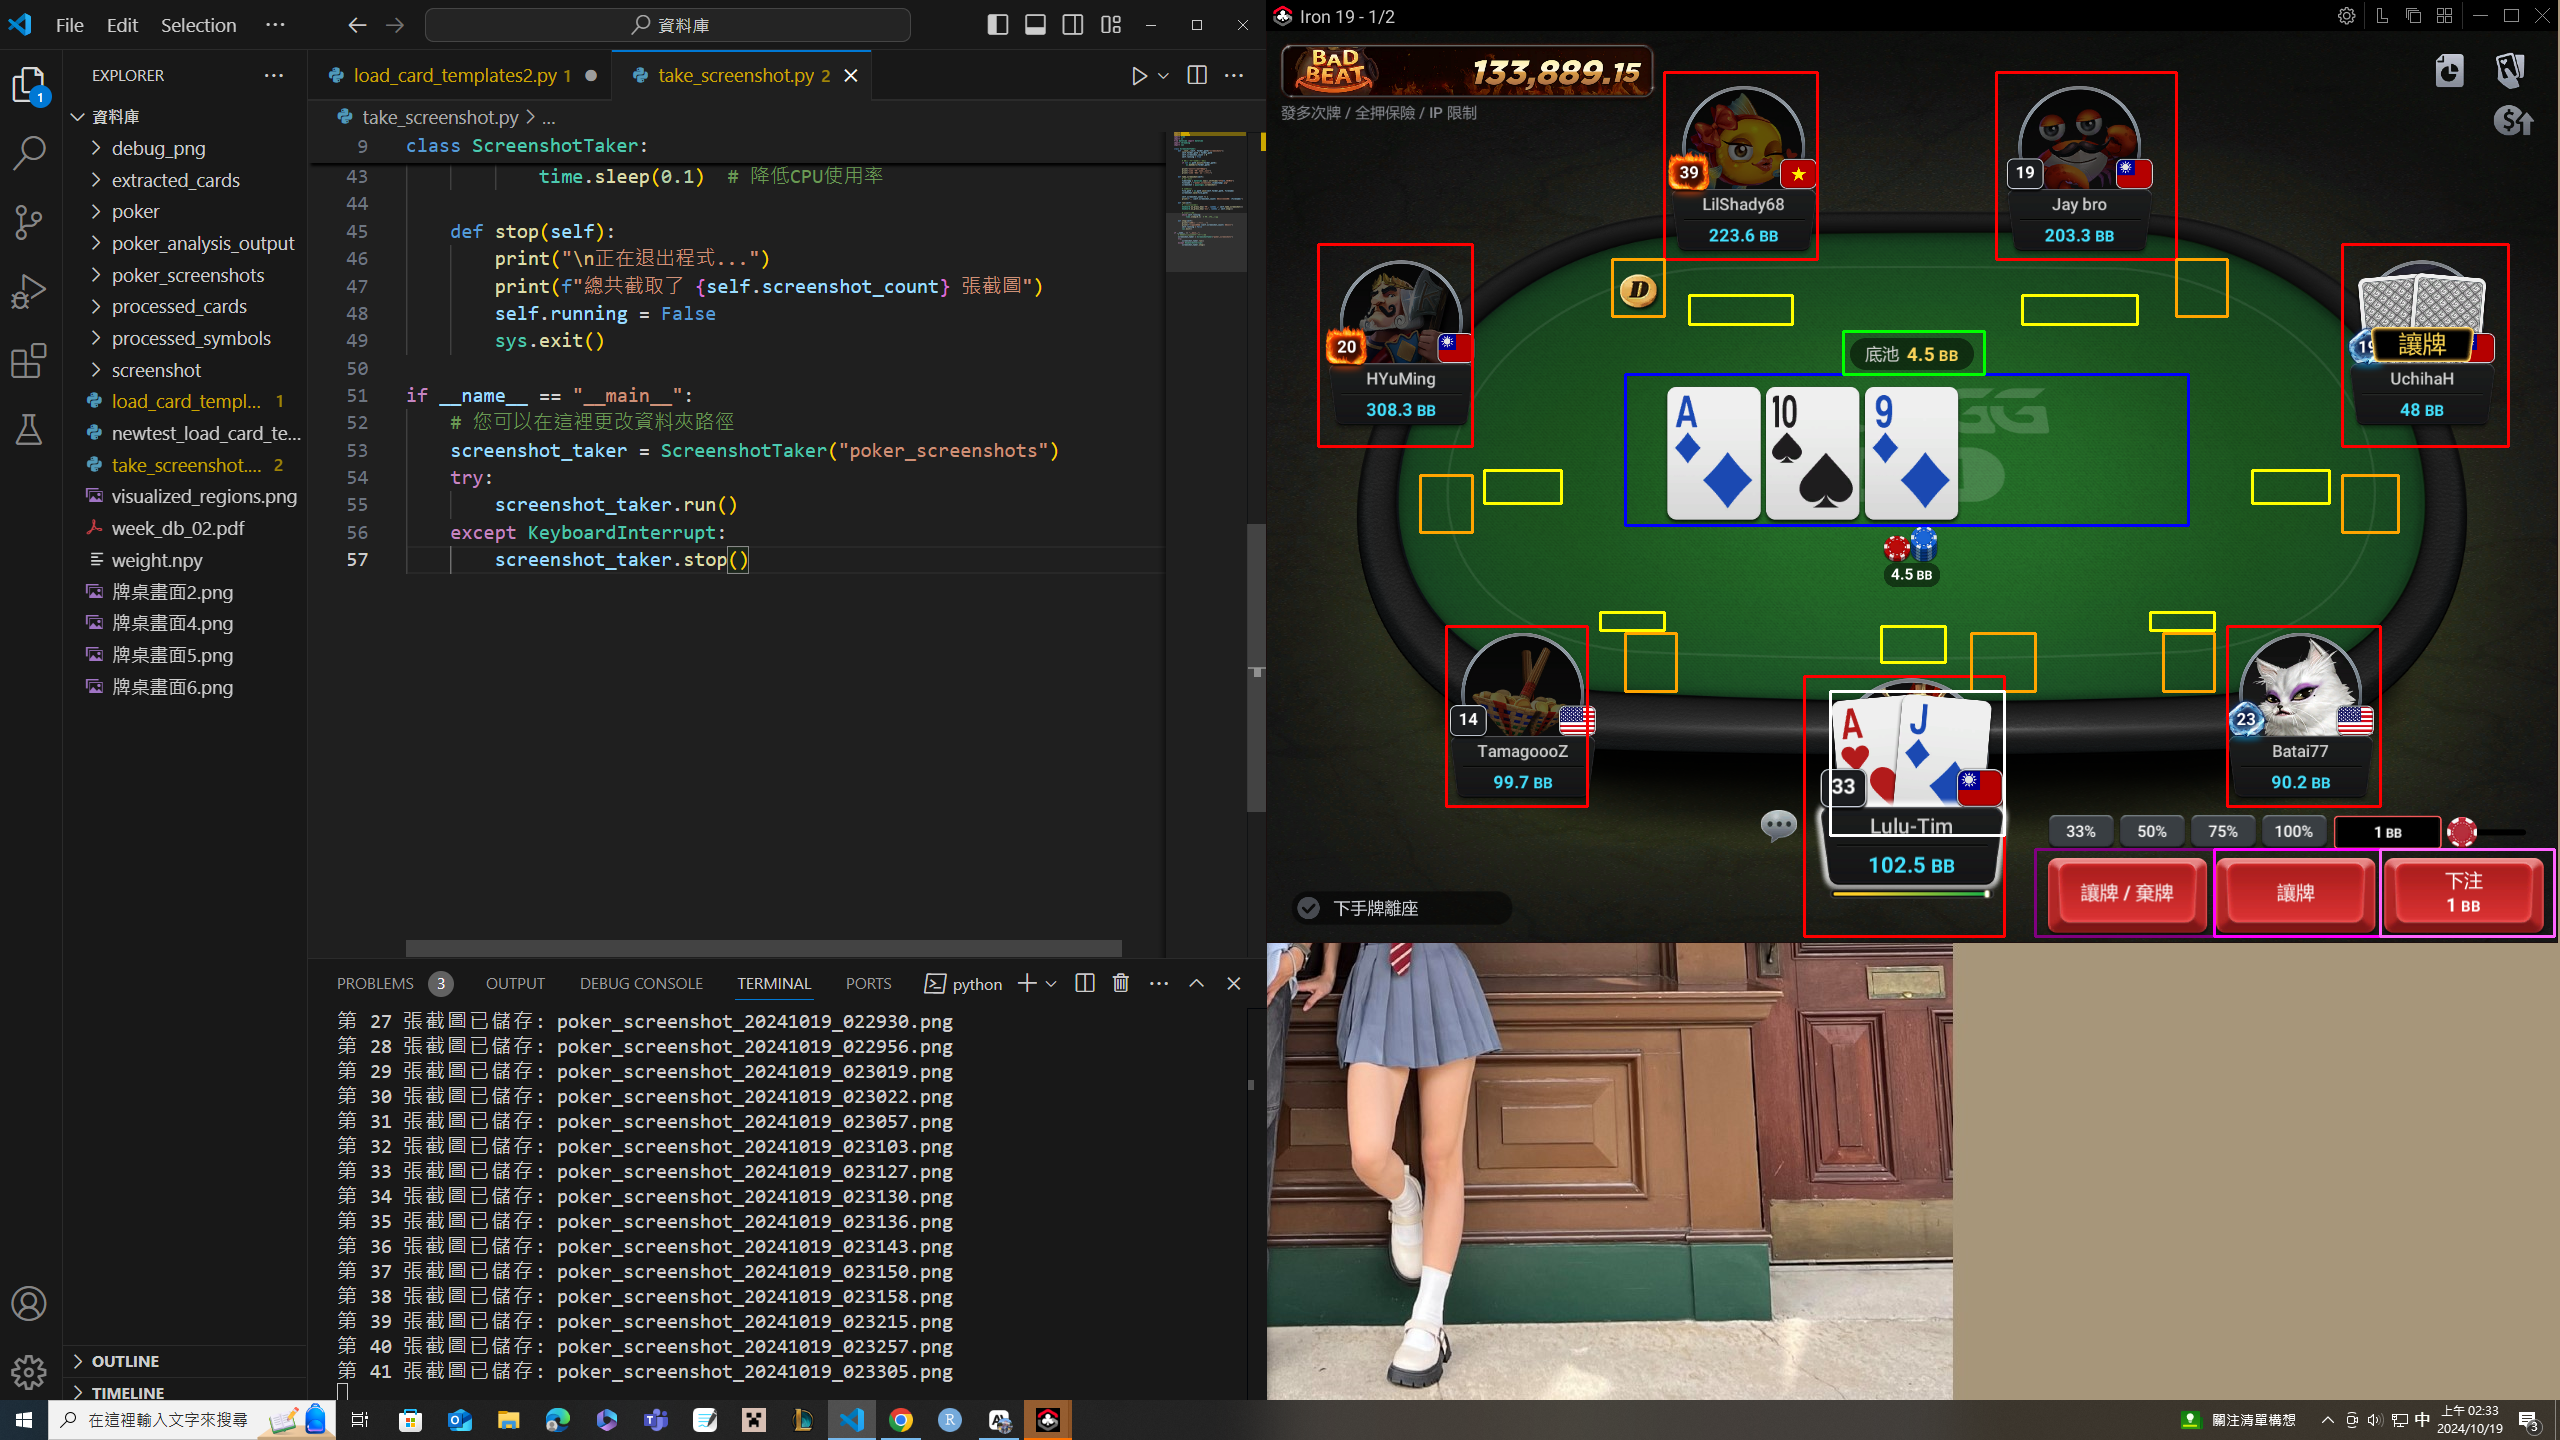 File Edit Selection ...
資料庫
EXPLORER
資料庫
debug_png
extracted_cards
poker
poker_analysis_output
poker_screenshots
processed_cards
processed_symbols
screenshot
load_card_templ... 1
newtest_load_card_te...
take_screenshot.... 2
visualized_regions.png
week_db_02.pdf
weight.npy
牌桌畫面2.png
牌桌畫面4.png
牌桌畫面5.png
牌桌畫面6.png
OUTLINE
TIMELINE
1
load_card_templates2.py 1
take_screenshot.py 2
take_screenshot.py > ...
9 class ScreenshotTaker:
43 time.sleep(0.1) # 降低CPU使用率
44
45 def stop(self):
46 print("\n正在退出程式...")
47 print(f"總共截取了 {self.screenshot_count} 張截圖")
48 self.running = False
49 sys.exit()
50
51 if __name__ == "__main__":
52 # 您可以在這裡更改資料夾路徑
53 screenshot_taker = ScreenshotTaker("poker_screenshots")
54 try:
55 screenshot_taker.run()
56 except KeyboardInterrupt:
57 screenshot_taker.stop()
PROBLEMS 3 OUTPUT DEBUG CONSOLE TERMINAL PORTS python
第 27 張截圖已儲存: poker_screenshot_20241019_022930.png
第 28 張截圖已儲存: poker_screenshot_20241019_022956.png
第 29 張截圖已儲存: poker_screenshot_20241019_023019.png
第 30 張截圖已儲存: poker_screenshot_20241019_023022.png
第 31 張截圖已儲存: poker_screenshot_20241019_023057.png
第 32 張截圖已儲存: poker_screenshot_20241019_023103.png
第 33 張截圖已儲存: poker_screenshot_20241019_023127.png
第 34 張截圖已儲存: poker_screenshot_20241019_023130.png
第 35 張截圖已儲存: poker_screenshot_20241019_023136.png
第 36 張截圖已儲存: poker_screenshot_20241019_023143.png
第 37 張截圖已儲存: poker_screenshot_20241019_023150.png
第 38 張截圖已儲存: poker_screenshot_20241019_023158.png
第 39 張截圖已儲存: poker_screenshot_20241019_023215.png
第 40 張截圖已儲存: poker_screenshot_20241019_023257.png
第 41 張截圖已儲存: poker_screenshot_20241019_023305.png
Iron 19 - 1/2
BAD BEAT 133,889.15
發多次牌 / 全押保險 / IP 限制
39
LilShady68
223.6 BB
19
Jay bro
203.3 BB
20
HYuMing
308.3 BB
讓牌
UchihaH
48 BB
D
底池 4.5 BB
A 10 9
4.5 BB
14
TamagoooZ
99.7 BB
A J
33
Lulu-Tim
102.5 BB
23
Batai77
90.2 BB
33% 50% 75% 100% 1 BB
讓牌 / 棄牌
讓牌
下注
1 BB
下手牌離座
在這裡輸入文字來搜尋
關注清單構想
中
上午 02:33
2024/10/19
3